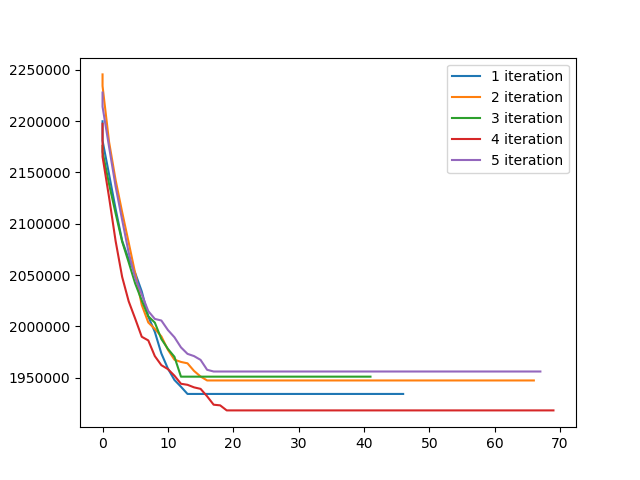 2250000
2200000
2150000
2100000
2050000
2000000
1950000
0 10 20 30 40 50 60 70
1 iteration
2 iteration
3 iteration
4 iteration
5 iteration